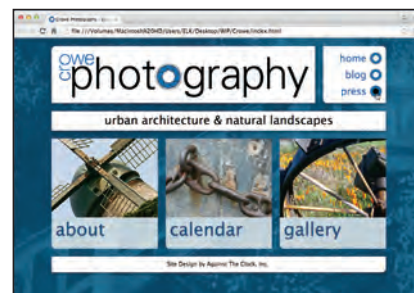 Crowe Photography
file:///Volumes/Macintosh%20HD/Users/ELK/Desktop/WIP/Crowe/index.html
crowe
photography
home
blog
press
urban architecture & natural landscapes
about calendar gallery
Site Design by Against The Clock, Inc.